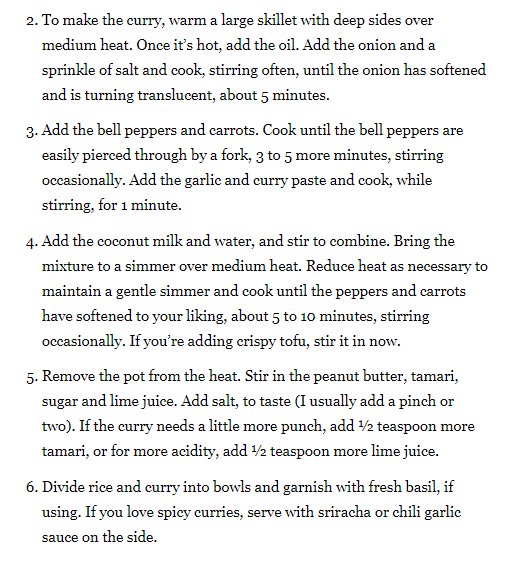 2. To make the curry, warm a large skillet with deep sides over
medium heat. Once it’s hot, add the oil. Add the onion and a
sprinkle of salt and cook, stirring often, until the onion has softened
and is turning translucent, about 5 minutes.
3. Add the bell peppers and carrots. Cook until the bell peppers are
easily pierced through by a fork, 3 to 5 more minutes, stirring
occasionally. Add the garlic and curry paste and cook, while
stirring, for 1 minute.
4. Add the coconut milk and water, and stir to combine. Bring the
mixture to a simmer over medium heat. Reduce heat as necessary to
maintain a gentle simmer and cook until the peppers and carrots
have softened to your liking, about 5 to 10 minutes, stirring
occasionally. If you’re adding crispy tofu, stir it in now.
5. Remove the pot from the heat. Stir in the peanut butter, tamari,
sugar and lime juice. Add salt, to taste (I usually add a pinch or
two). If the curry needs a little more punch, add ½ teaspoon more
tamari, or for more acidity, add ½ teaspoon more lime juice.
6. Divide rice and curry into bowls and garnish with fresh basil, if
using. If you love spicy curries, serve with sriracha or chili garlic
sauce on the side.